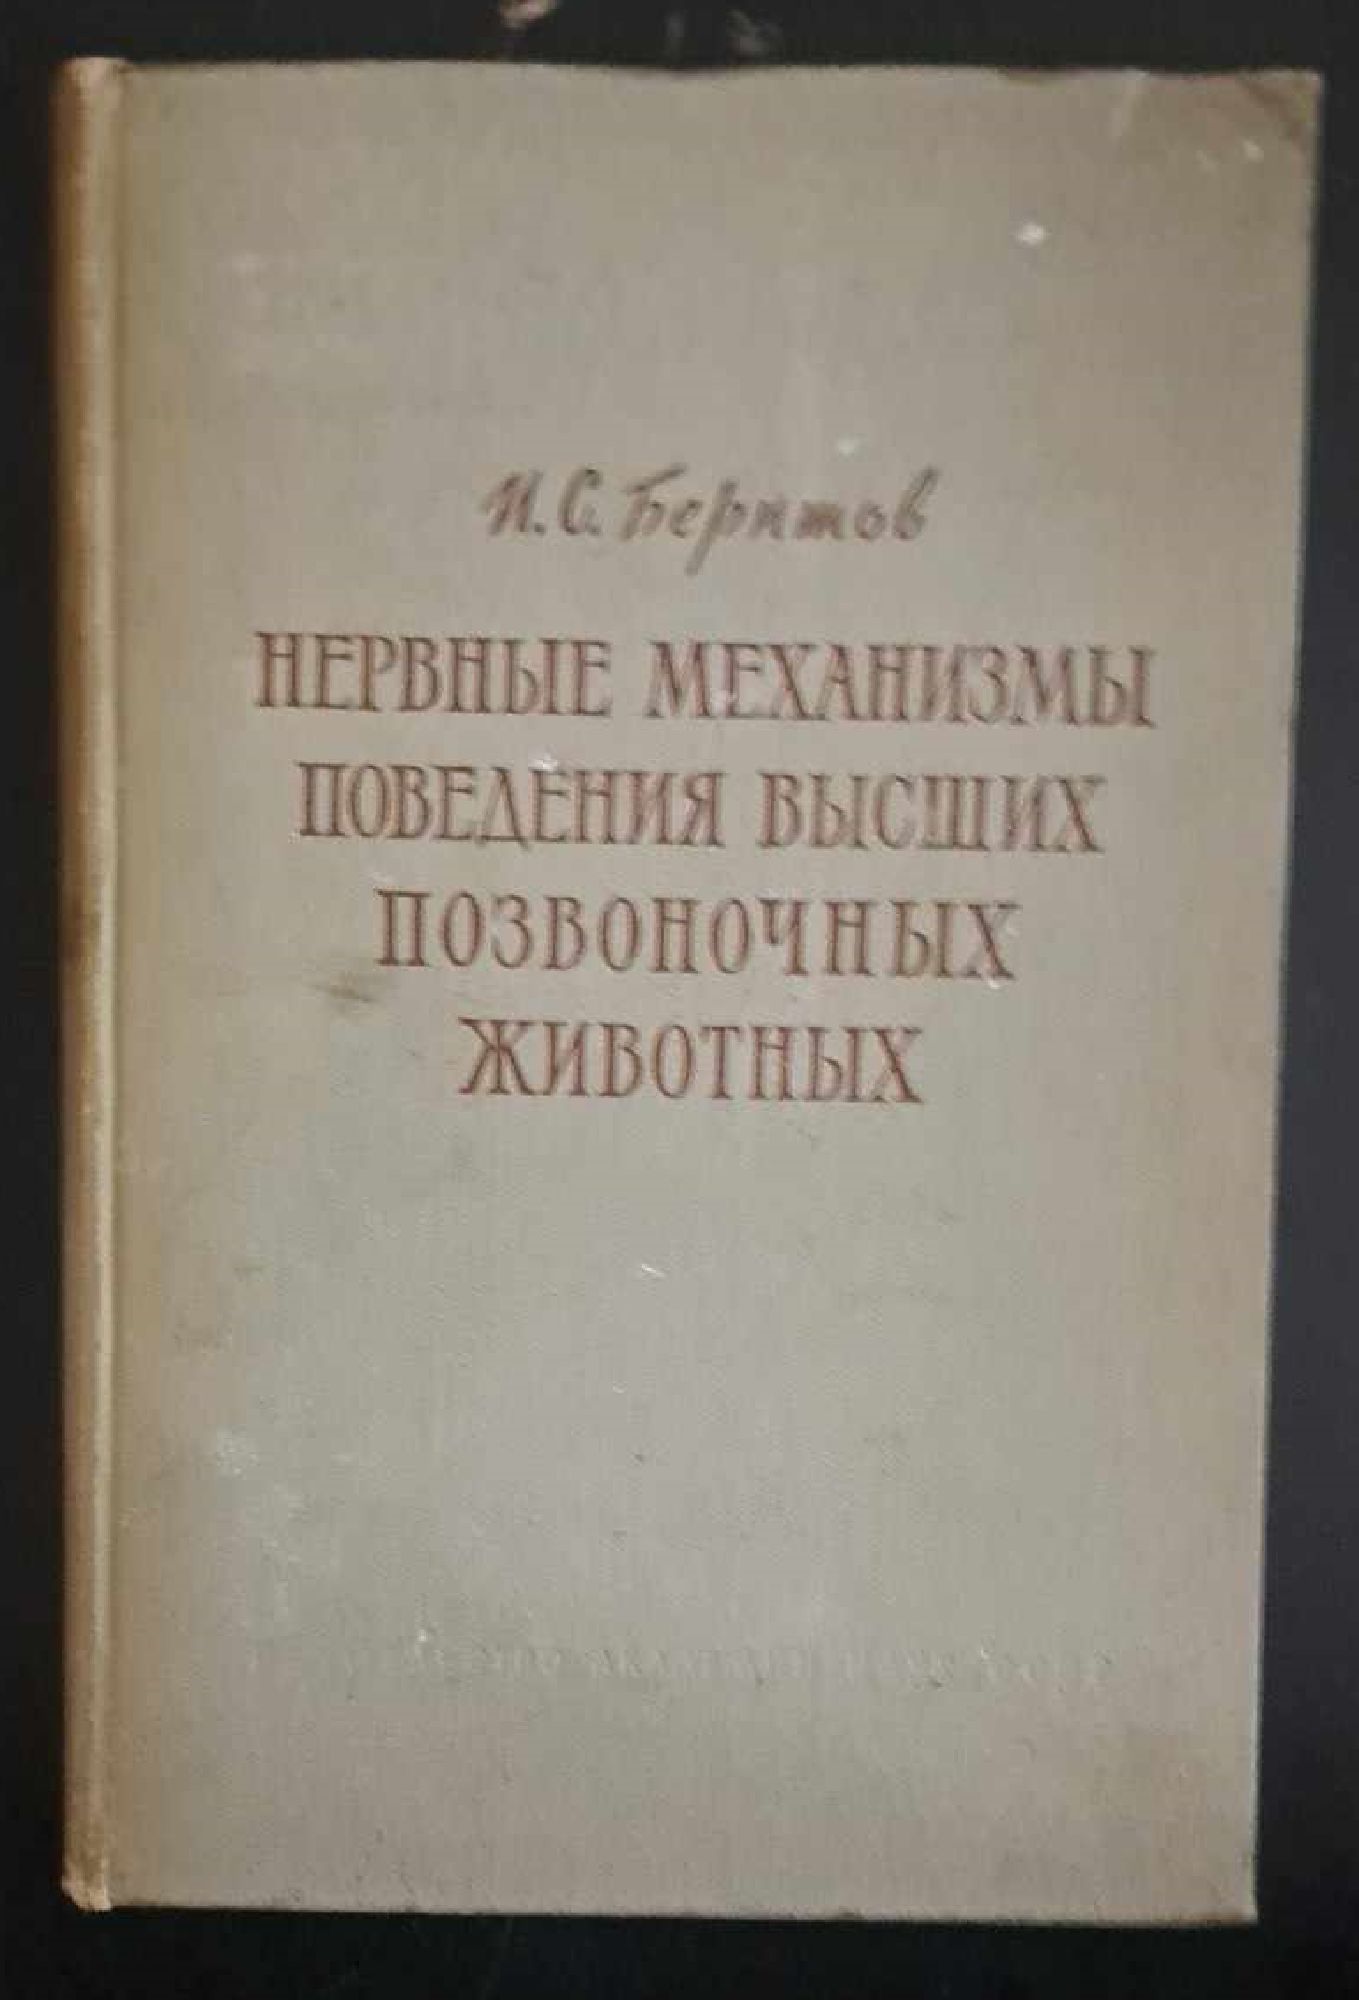 И. С. Беритов
НЕРВНЫЕ МЕХАНИЗМЫ
ПОВЕДЕНИЯ ВЫСШИХ
ПОЗВОНОЧНЫХ
ЖИВОТНЫХ